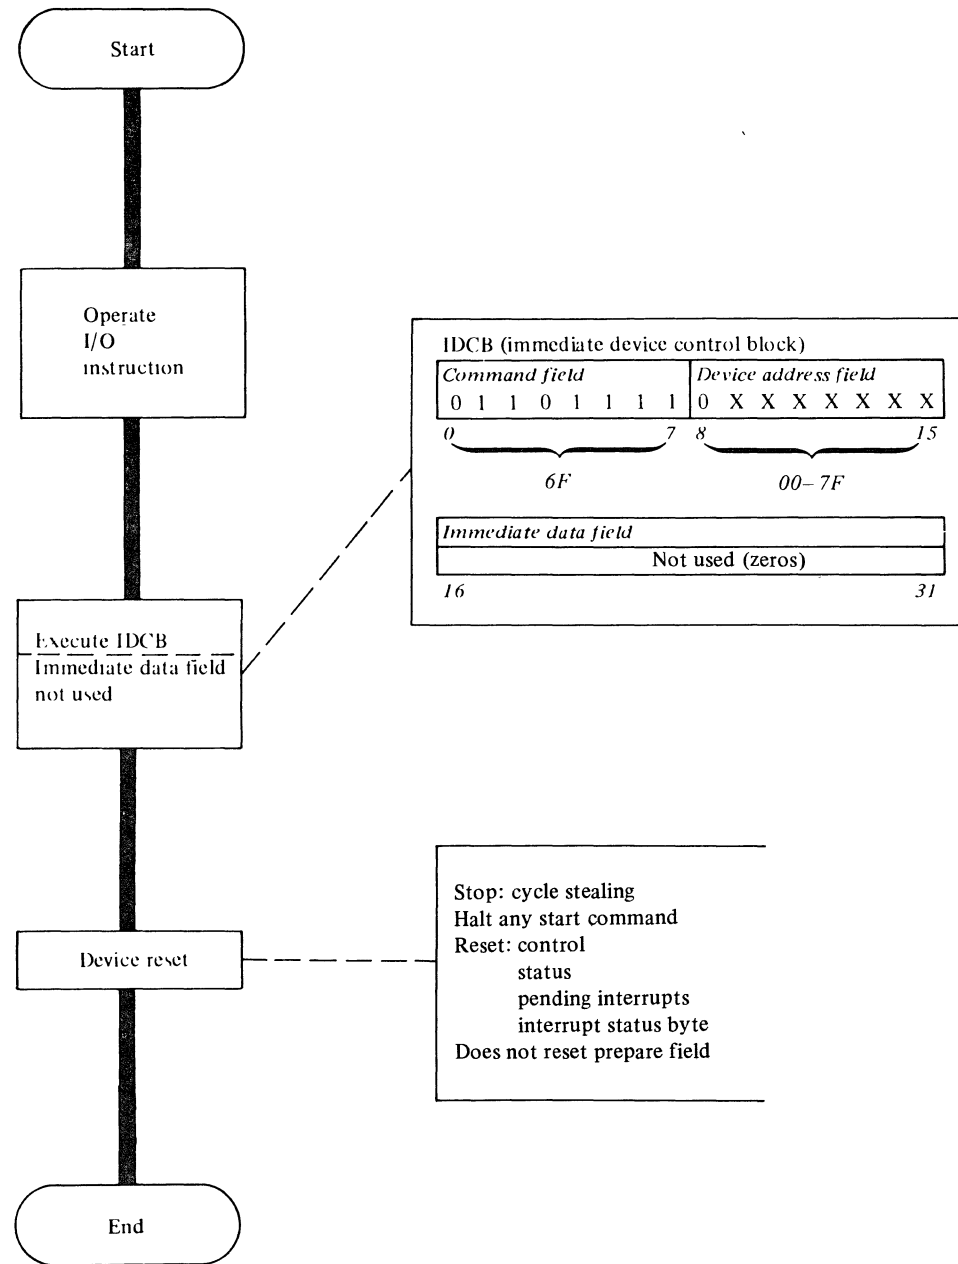 Start
Operate
I/O
instruction
IDCB (immediate device control block)
Command field Device address field
0 1 1 0 1 1 1 1 0 X X X X X X X
0 7 8 15
6F 00–7F
Immediate data field
Not used (zeros)
16 31
Execute IDCB
Immediate data field
not used
Stop: cycle stealing
Halt any start command
Reset: control
status
pending interrupts
interrupt status byte
Does not reset prepare field
Device reset
End